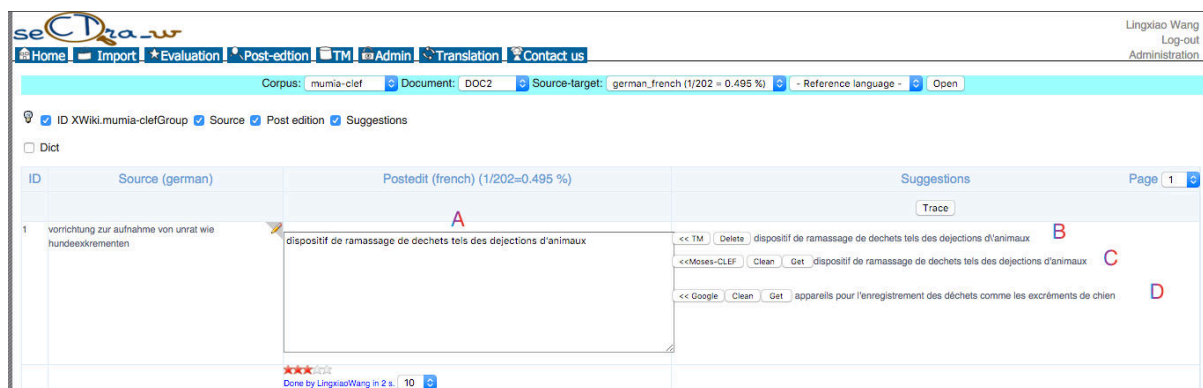 seCTra_w
Lingxiao Wang
Log-out
Administration
Home Import Evaluation Post-edtion TM Admin Translation Contact us
Corpus: mumia-clef Document: DOC2 Source-target: german_french (1/202 = 0.495 %) - Reference language - Open
ID XWiki.mumia-clefGroup Source Post edition Suggestions
Dict
ID Source (german) Postedit (french) (1/202=0.495 %) Suggestions Page 1
Trace
A
1 vorrichtung zur aufnahme von unrat wie
hundeexkrementen
dispositif de ramassage de dechets tels des dejections d'animaux
<< TM Delete dispositif de ramassage de dechets tels des dejections d\'animaux B
<<Moses-CLEF Clean Get dispositif de ramassage de dechets tels des dejections d'animaux C
<< Google Clean Get appareils pour l'enregistrement des déchets comme les excréments de chien D
Done by LingxiaoWang in 2 s. 10